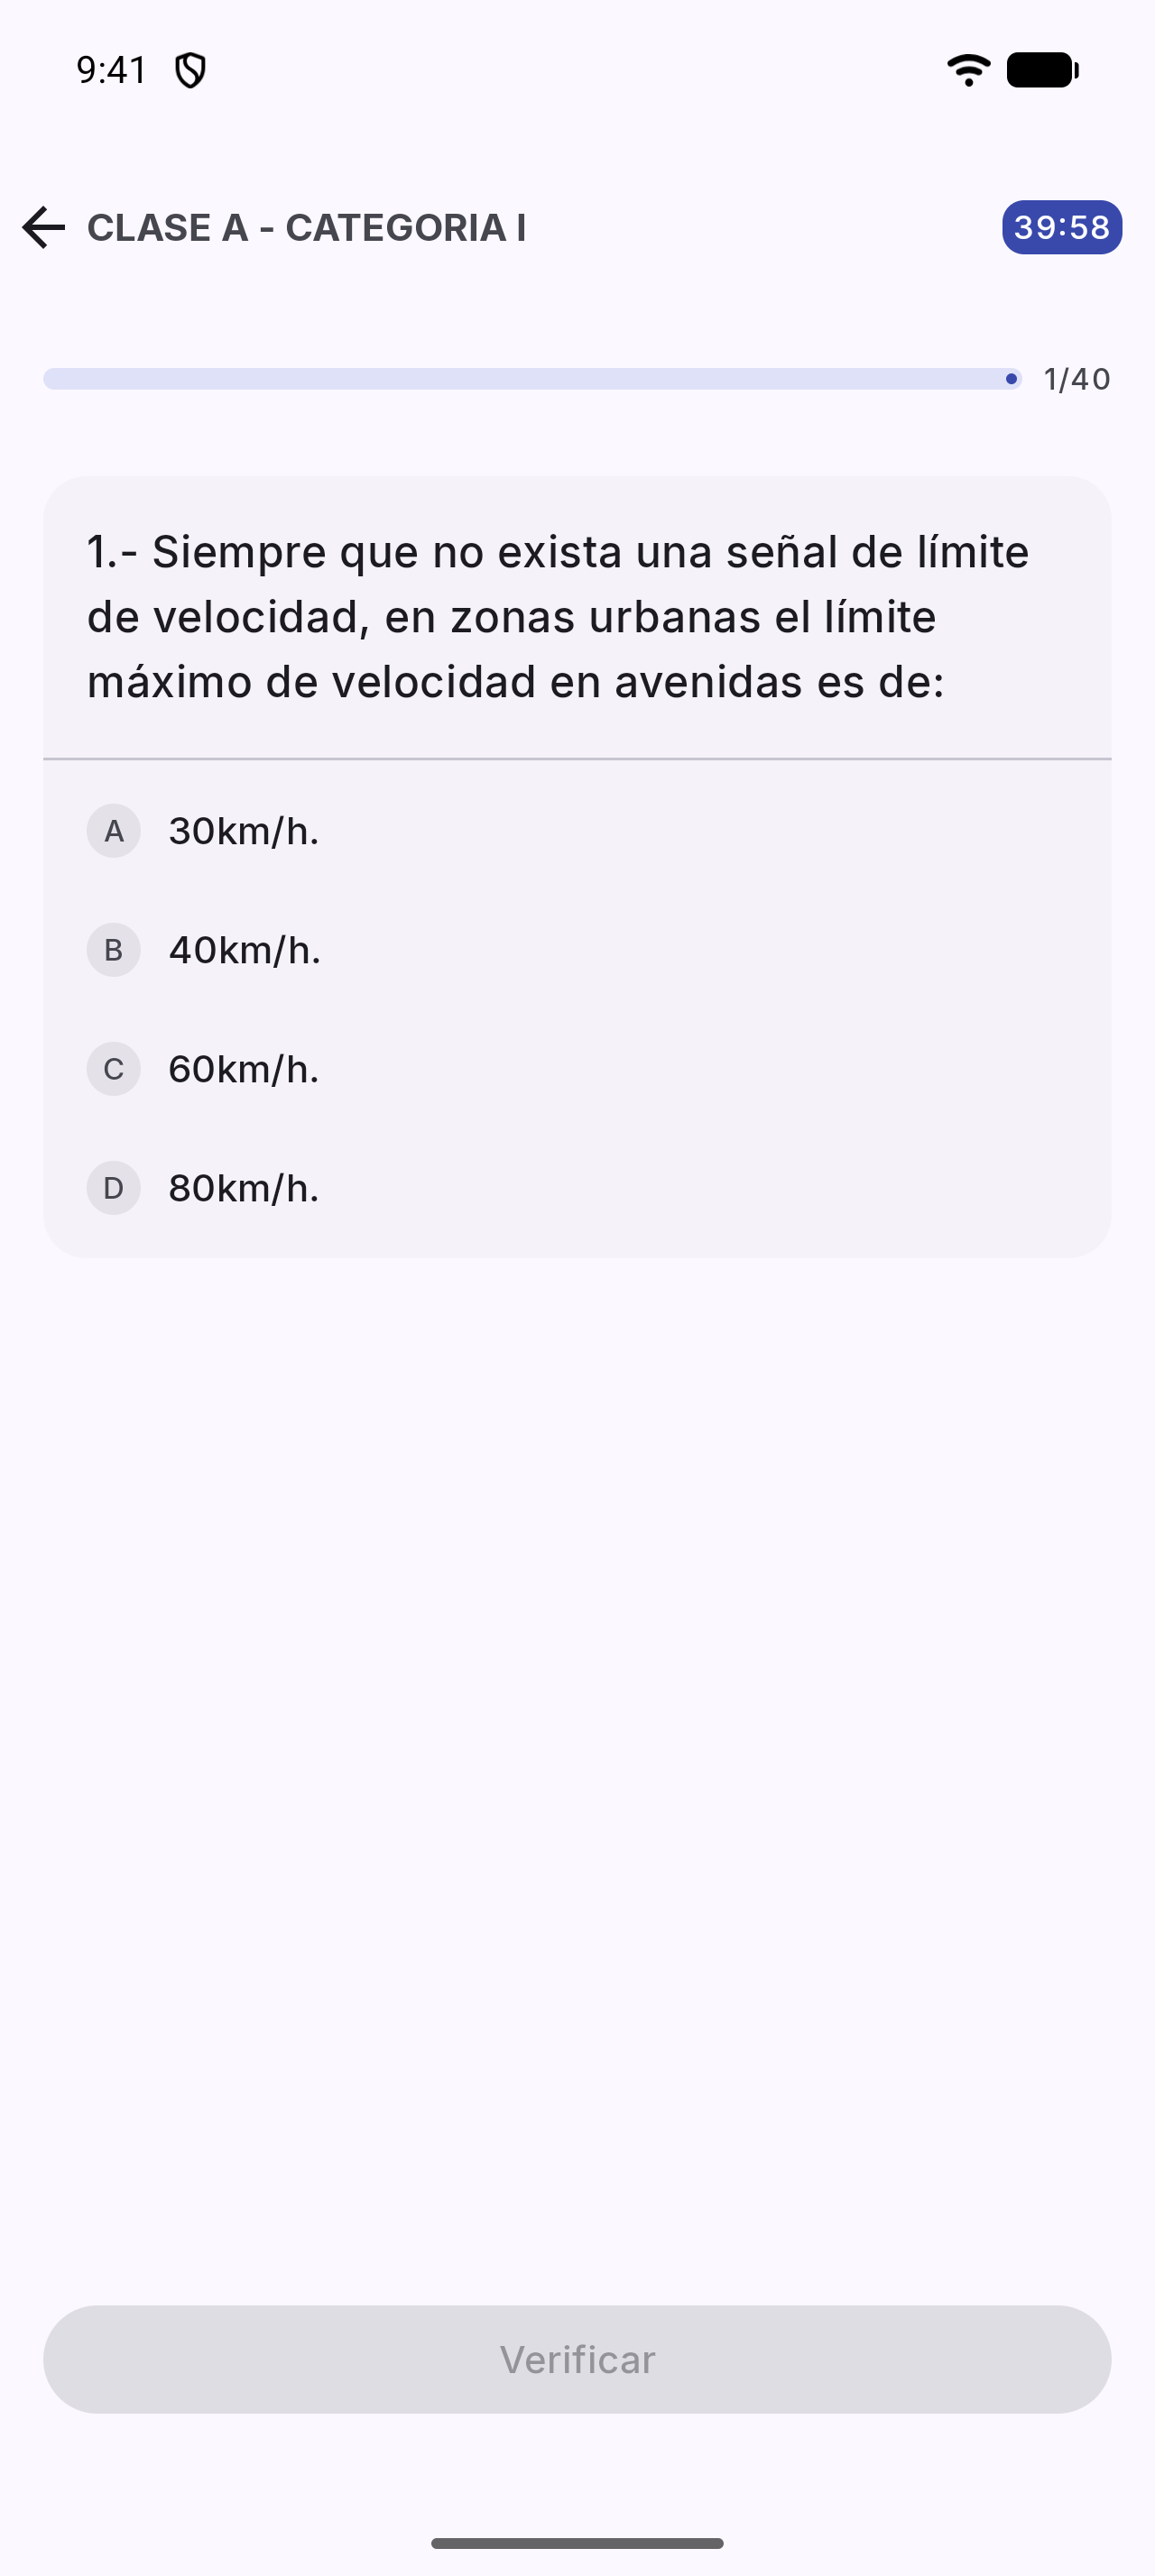 9:41
CLASE A - CATEGORIA I
39:58
1/40
1.- Siempre que no exista una señal de límite
de velocidad, en zonas urbanas el límite
máximo de velocidad en avenidas es de:
A 30km/h.
B 40km/h.
C 60km/h.
D 80km/h.
Verificar